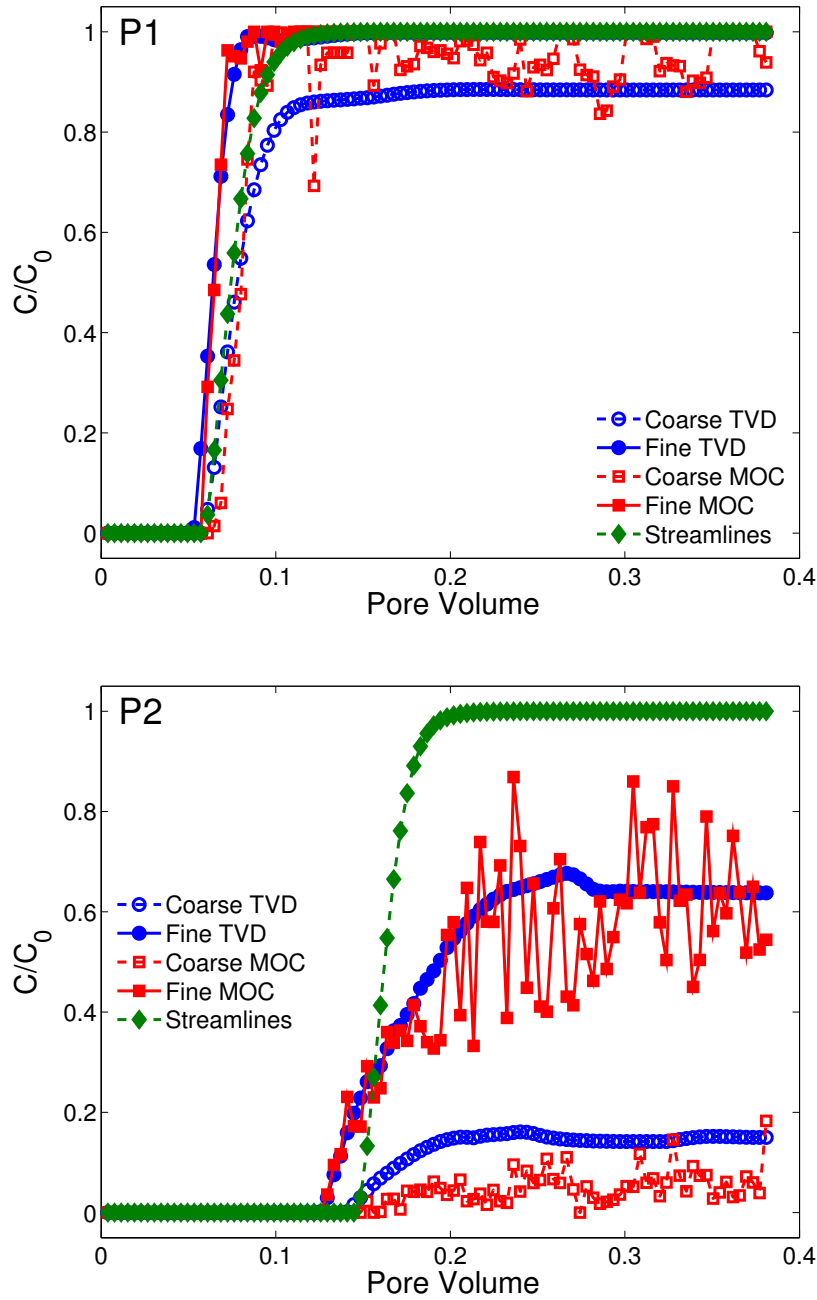 P1
1
0.8
0.6
0.4
0.2
0
C/C0
Coarse TVD
Fine TVD
Coarse MOC
Fine MOC
Streamlines
0 0.1 0.2 0.3 0.4
Pore Volume
P2
1
0.8
0.6
0.4
0.2
0
C/C0
Coarse TVD
Fine TVD
Coarse MOC
Fine MOC
Streamlines
0 0.1 0.2 0.3 0.4
Pore Volume